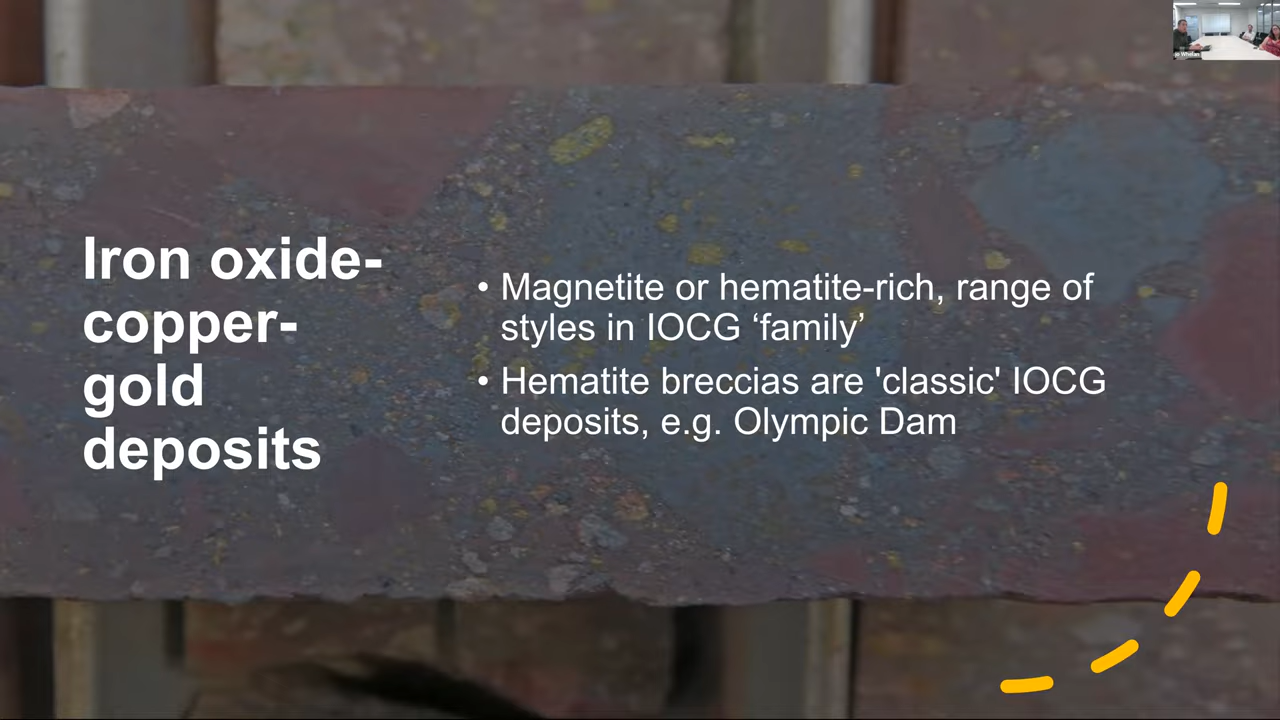 Iron oxide-
copper-
gold
deposits
• Magnetite or hematite-rich, range of
styles in IOCG ‘family’
• Hematite breccias are 'classic' IOCG
deposits, e.g. Olympic Dam